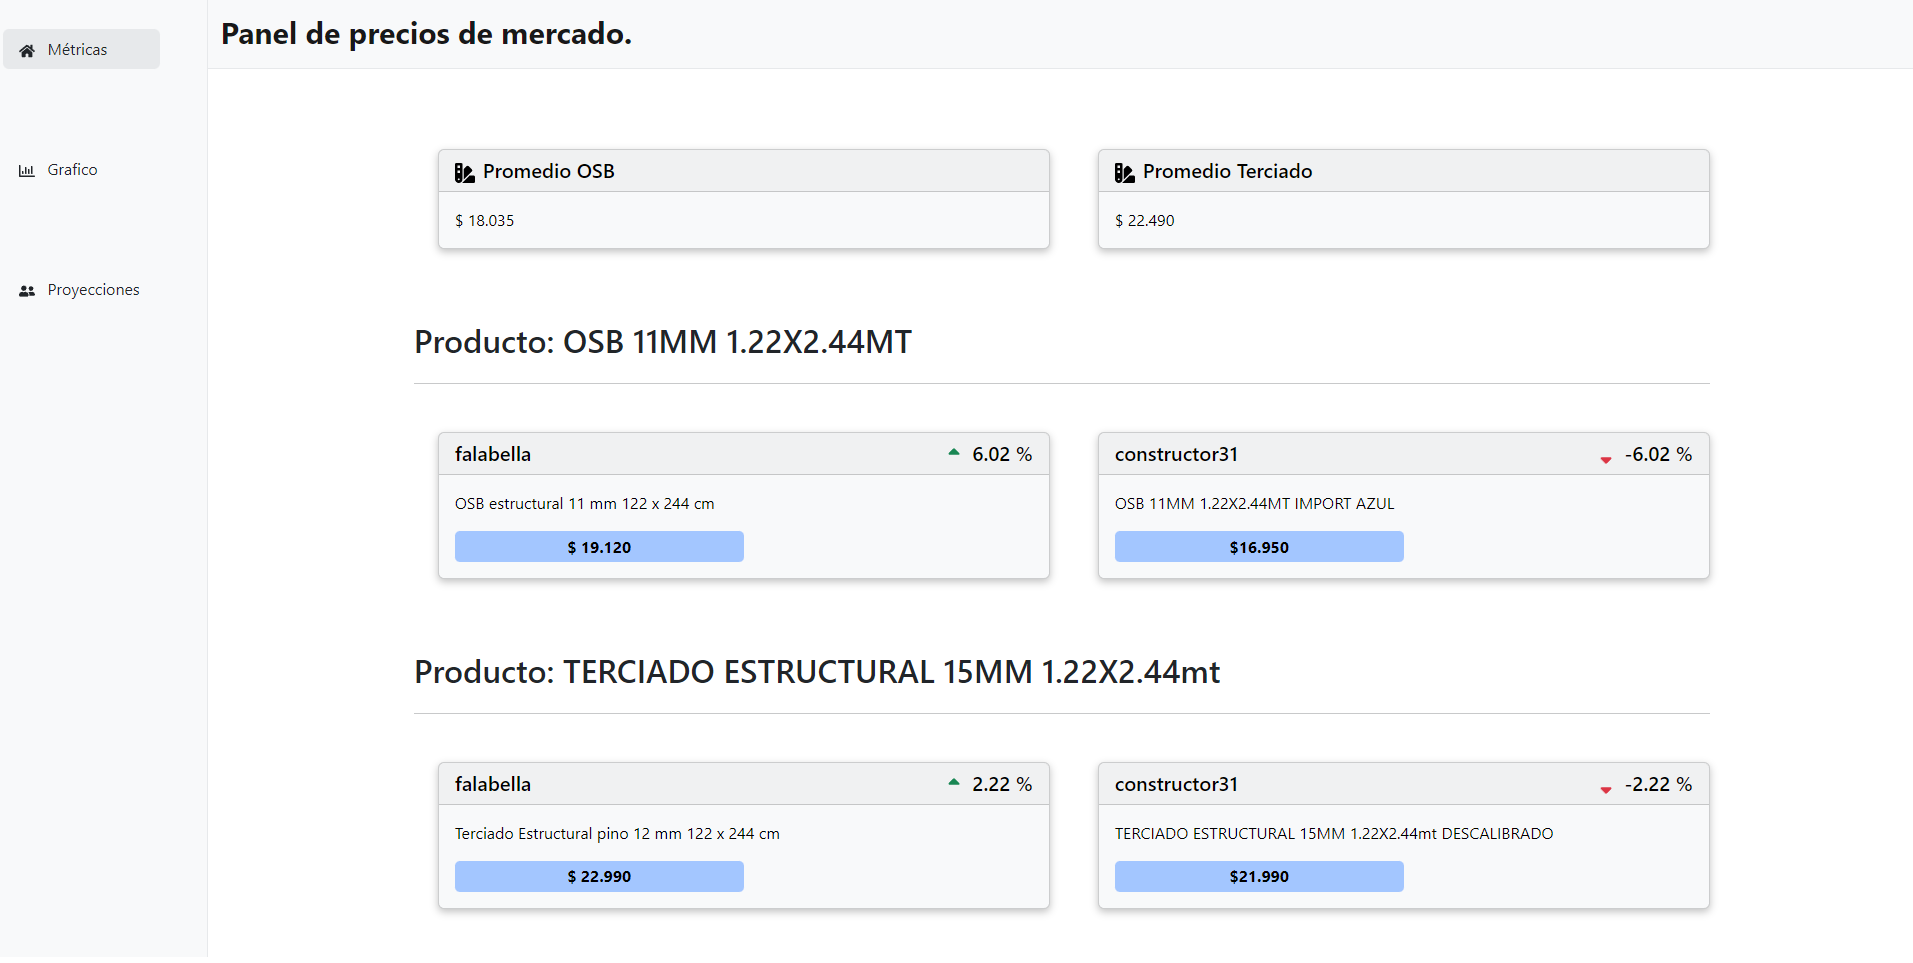 Panel de precios de mercado.
Métricas
Grafico
Proyecciones
Promedio OSB
$ 18.035
Promedio Terciado
$ 22.490
Producto: OSB 11MM 1.22X2.44MT
falabella 6.02 %
OSB estructural 11 mm 122 x 244 cm
$ 19.120
constructor31 -6.02 %
OSB 11MM 1.22X2.44MT IMPORT AZUL
$16.950
Producto: TERCIADO ESTRUCTURAL 15MM 1.22X2.44mt
falabella 2.22 %
Terciado Estructural pino 12 mm 122 x 244 cm
$ 22.990
constructor31 -2.22 %
TERCIADO ESTRUCTURAL 15MM 1.22X2.44mt DESCALIBRADO
$21.990